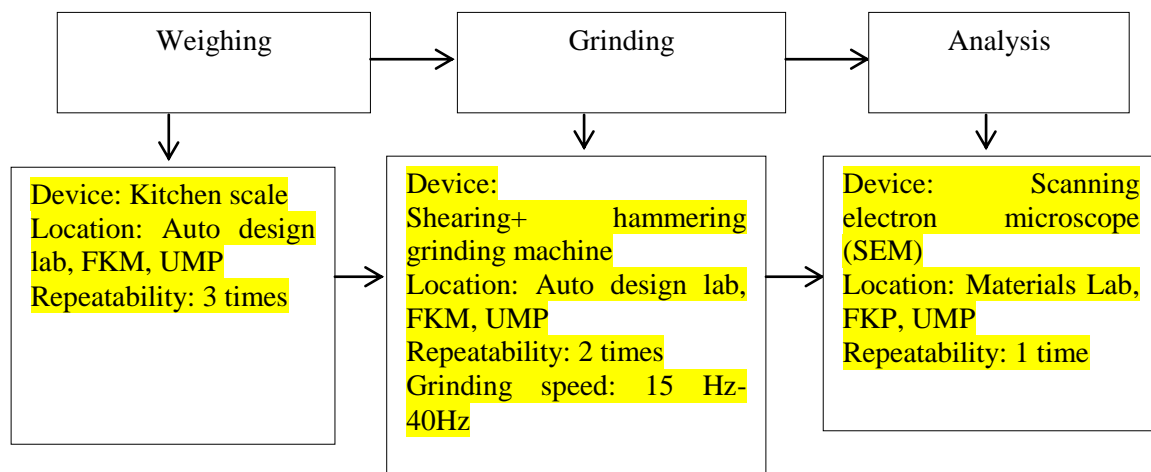 Weighing
Grinding
Analysis
Device: Kitchen scale
Location: Auto design
lab, FKM, UMP
Repeatability: 3 times
Device:
Shearing+ hammering
grinding machine
Location: Auto design lab,
FKM, UMP
Repeatability: 2 times
Grinding speed: 15 Hz-
40Hz
Device: Scanning
electron microscope
(SEM)
Location: Materials Lab,
FKP, UMP
Repeatability: 1 time